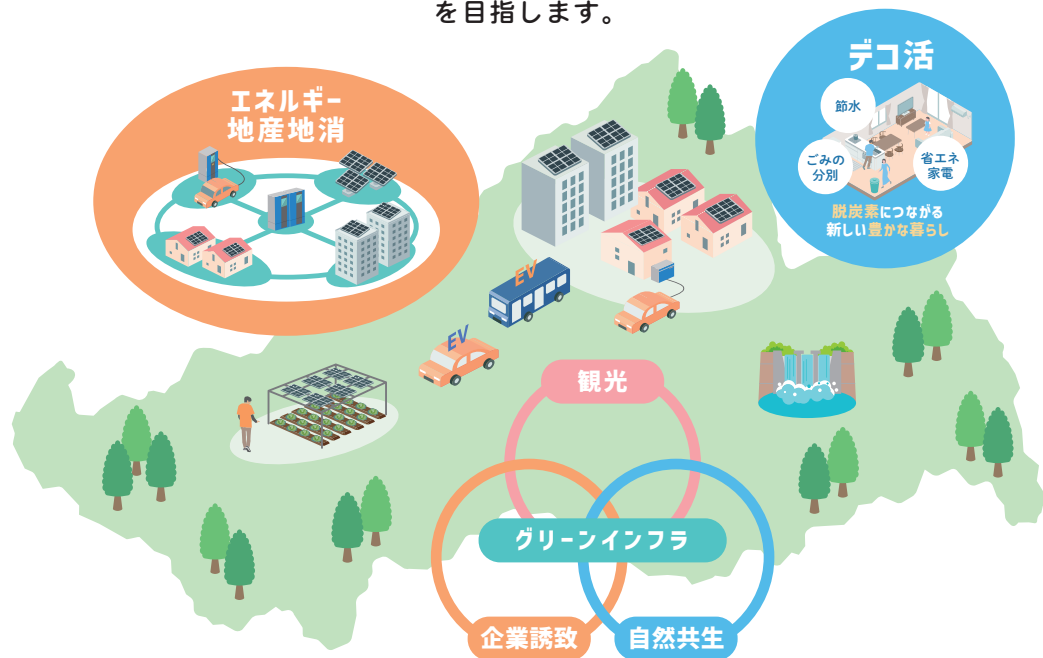 を目指します。
エネルギー
地産地消
デコ活
節水
ごみの
分別
省エネ
家電
脱炭素につながる
新しい豊かな暮らし
EV
EV
観光
グリーンインフラ
企業誘致
自然共生